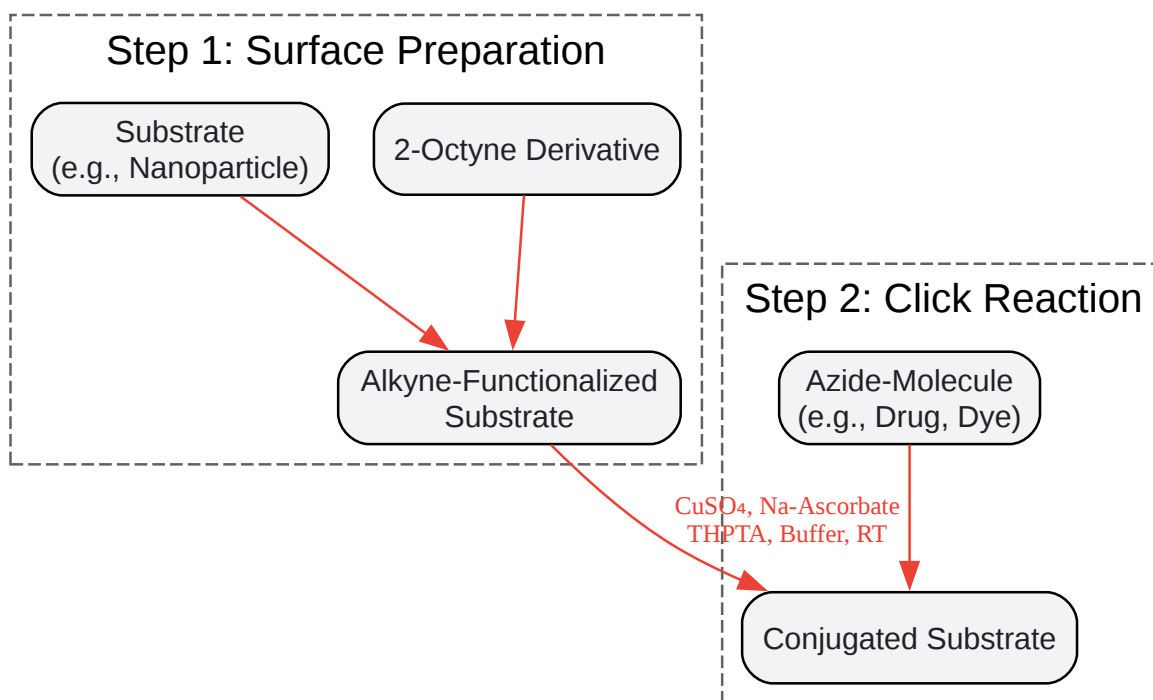 Step 1: Surface Preparation
Substrate
(e.g., Nanoparticle)
2-Octyne Derivative
Alkyne-Functionalized
Substrate
Step 2: Click Reaction
Azide-Molecule
(e.g., Drug, Dye)
CuSO₄, Na-Ascorbate
THPTA, Buffer, RT
Conjugated Substrate